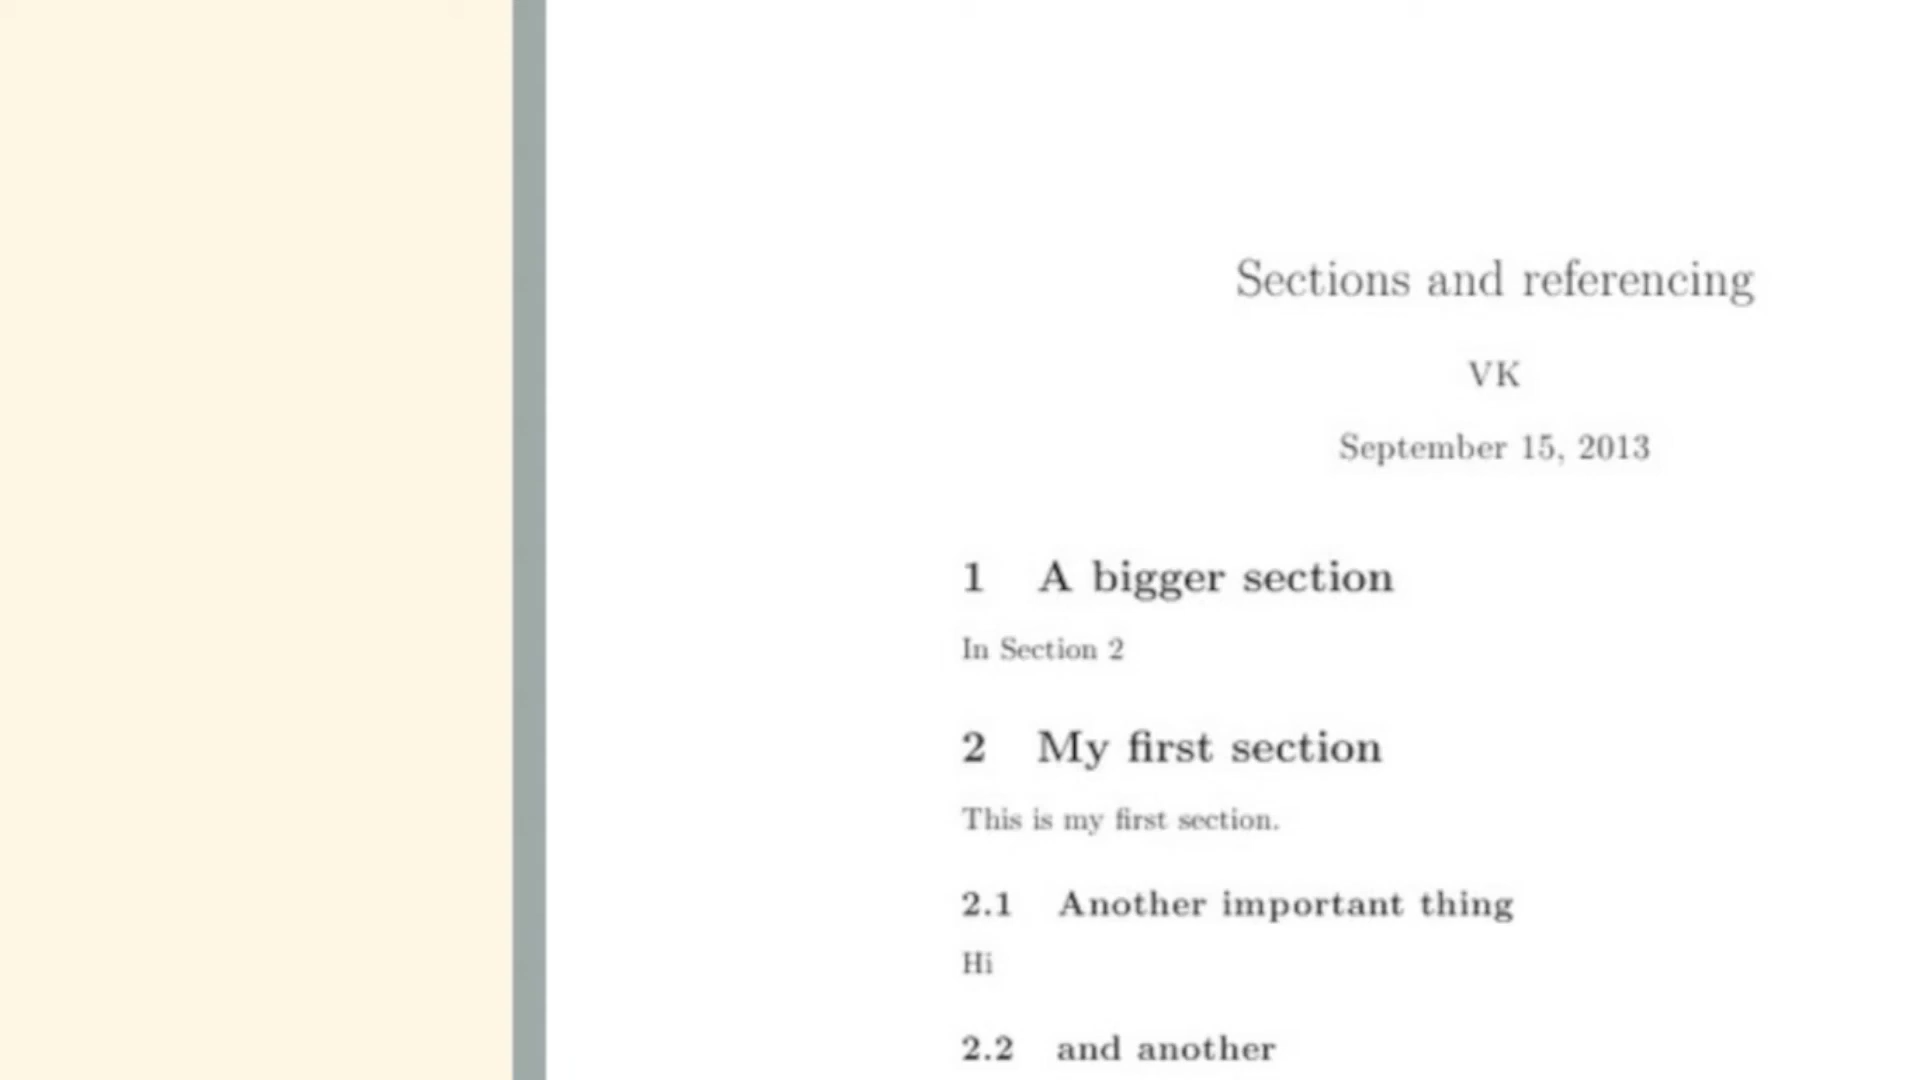 Sections and referencing
VK
September 15, 2013
1 A bigger section
In Section 2
2 My first section
This is my first section.
2.1 Another important thing
Hi
2.2 and another